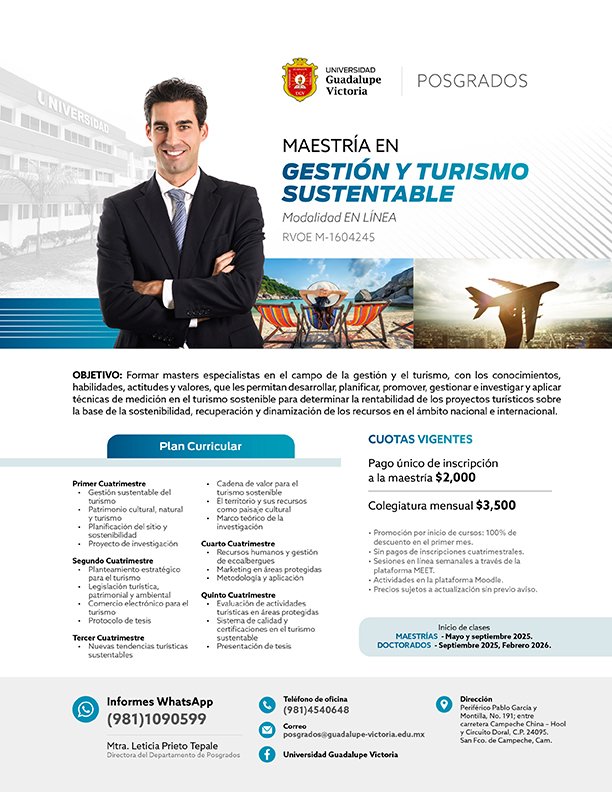 UNIVERSIDAD
Guadalupe
Victoria
POSGRADOS
UNIVERSIDAD
MAESTRÍA EN
GESTIÓN Y TURISMO
SUSTENTABLE
Modalidad EN LÍNEA
RVOE M-1604245
OBJETIVO: Formar masters especialistas en el campo de la gestión y el turismo, con los conocimientos,
habilidades, actitudes y valores, que les permitan desarrollar, planificar, promover, gestionar e investigar y aplicar
técnicas de medición en el turismo sostenible para determinar la rentabilidad de los proyectos turísticos sobre
la base de la sostenibilidad, recuperación y dinamización de los recursos en el ámbito nacional e internacional.
Plan Curricular
Primer Cuatrimestre
• Gestión sustentable del
turismo
• Patrimonio cultural, natural
y turismo
• Planificación del sitio y
sostenibilidad
• Proyecto de investigación
Segundo Cuatrimestre
• Planteamiento estratégico
para el turismo
• Legislación turística,
patrimonial y ambiental
• Comercio electrónico para el
turismo
• Protocolo de tesis
Tercer Cuatrimestre
• Nuevas tendencias turísticas
sustentables
• Cadena de valor para el
turismo sostenible
• El territorio y sus recursos
como paisaje cultural
• Marco teórico de la
investigación
Cuarto Cuatrimestre
• Recursos humanos y gestión
de ecoalbergues
• Marketing en áreas protegidas
• Metodología y aplicación
Quinto Cuatrimestre
• Evaluación de actividades
turísticas en áreas protegidas
• Sistema de calidad y
certificaciones en el turismo
sustentable
• Presentación de tesis
CUOTAS VIGENTES
Pago único de inscripción
a la maestría $2,000
Colegiatura mensual $3,500
• Promoción por inicio de cursos: 100% de
descuento en el primer mes.
• Sin pagos de inscripciones cuatrimestrales.
• Sesiones en línea semanales a través de la
plataforma MEET.
• Actividades en la plataforma Moodle.
• Precios sujetos a actualización sin previo aviso.
Inicio de clases
MAESTRÍAS - Mayo y septiembre 2025.
DOCTORADOS - Septiembre 2025, Febrero 2026.
Informes WhatsApp
(981)1090599
Mtra. Leticia Prieto Tepale
Directora del Departamento de Posgrados
Teléfono de oficina
(981)4540648
Correo
posgrados@guadalupe-victoria.edu.mx
Universidad Guadalupe Victoria
Dirección
Periférico Pablo García y
Montilla, No. 191; entre
carretera Campeche China – Hool
y Circuito Doral, C.P. 24095.
San Fco. de Campeche, Cam.